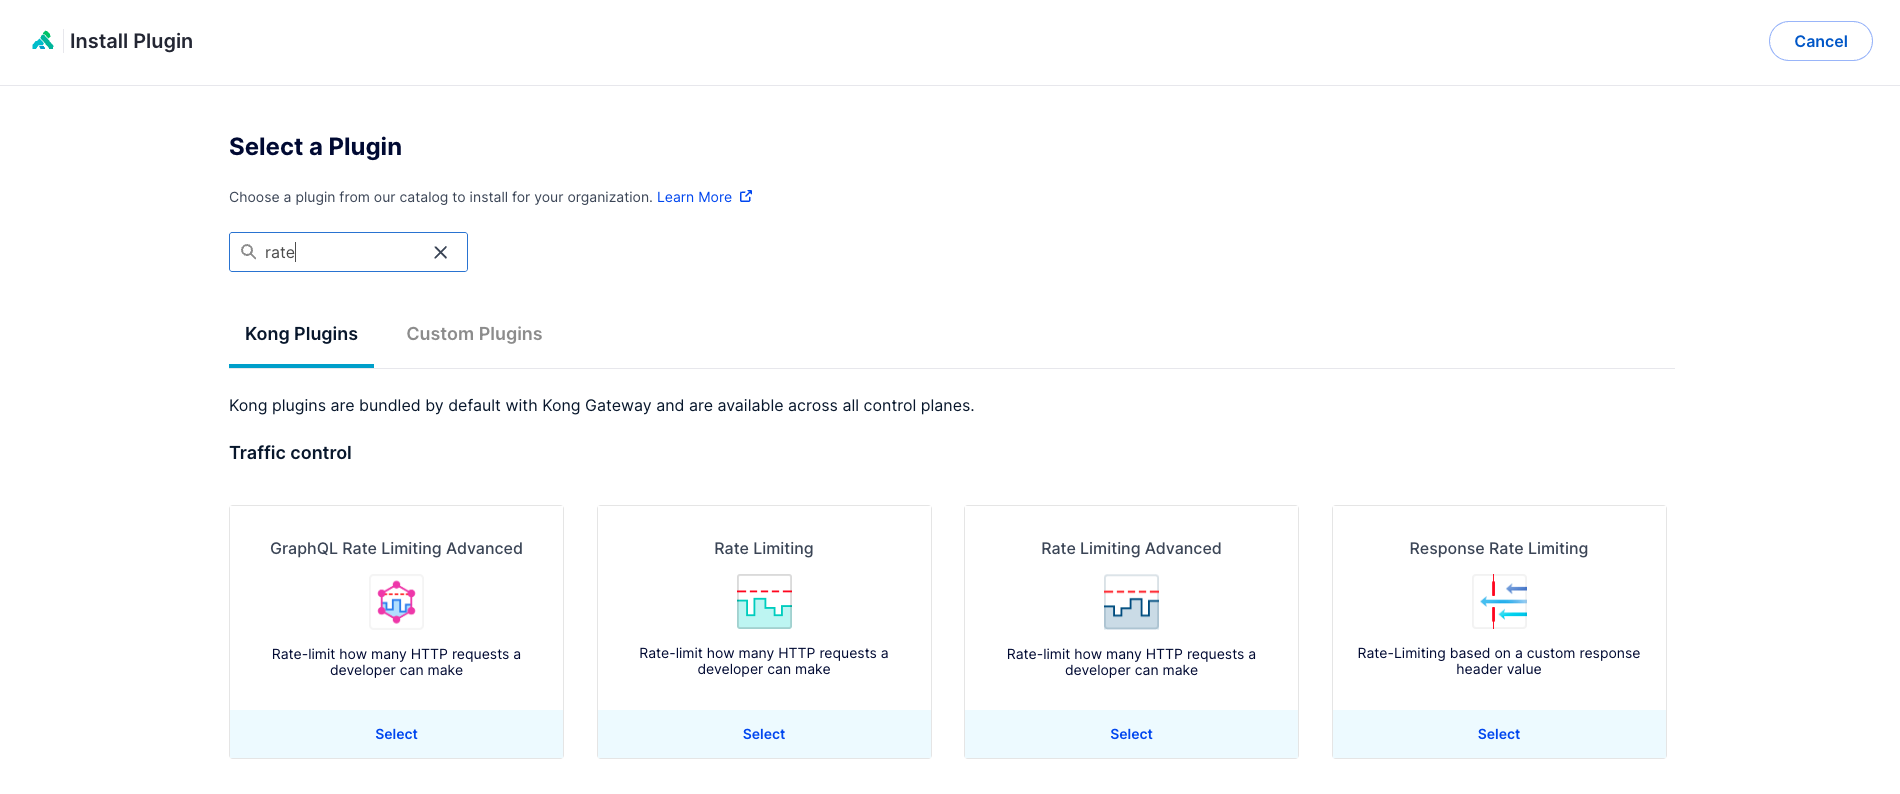 Install Plugin
Cancel
Select a Plugin
Choose a plugin from our catalog to install for your organization. Learn More
rate
Kong Plugins
Custom Plugins
Kong plugins are bundled by default with Kong Gateway and are available across all control planes.
Traffic control
GraphQL Rate Limiting Advanced
Rate-limit how many HTTP requests a
developer can make
Select
Rate Limiting
Rate-limit how many HTTP requests a
developer can make
Select
Rate Limiting Advanced
Rate-limit how many HTTP requests a
developer can make
Select
Response Rate Limiting
Rate-Limiting based on a custom response
header value
Select